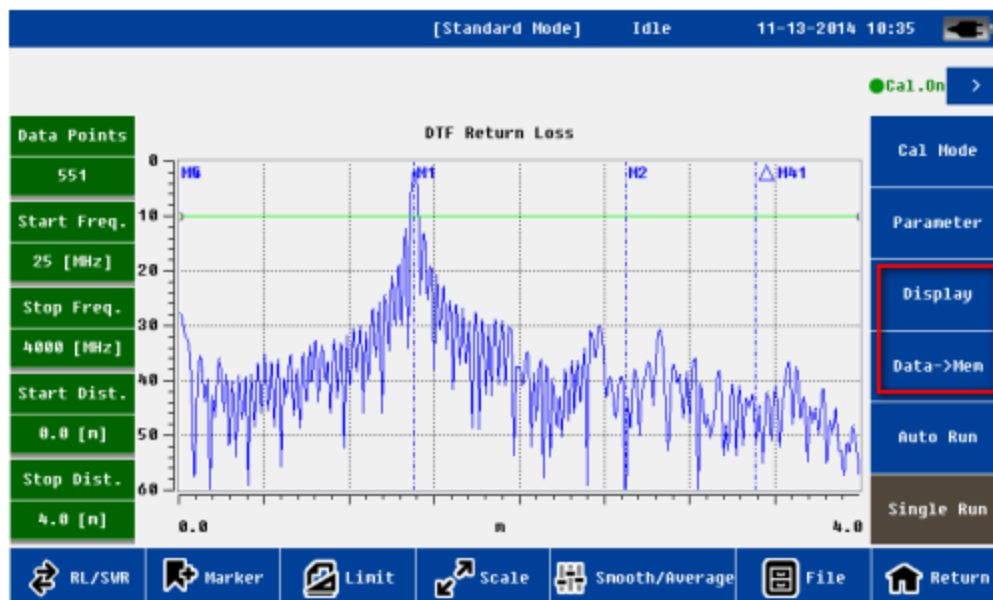 [Standard Mode] Idle 11-13-2014 10:35
Cal.On >
Data Points
551
Start Freq.
25 [MHz]
Stop Freq.
4000 [MHz]
Start Dist.
0.0 [m]
Stop Dist.
4.0 [m]
DTF Return Loss
M1
M2
△M41
0
10
20
30
40
50
60
0.0 m 4.0
Cal Mode
Parameter
Display
Data->Mem
Auto Run
Single Run
RL/SWR Marker Limit Scale Smooth/Average File Return